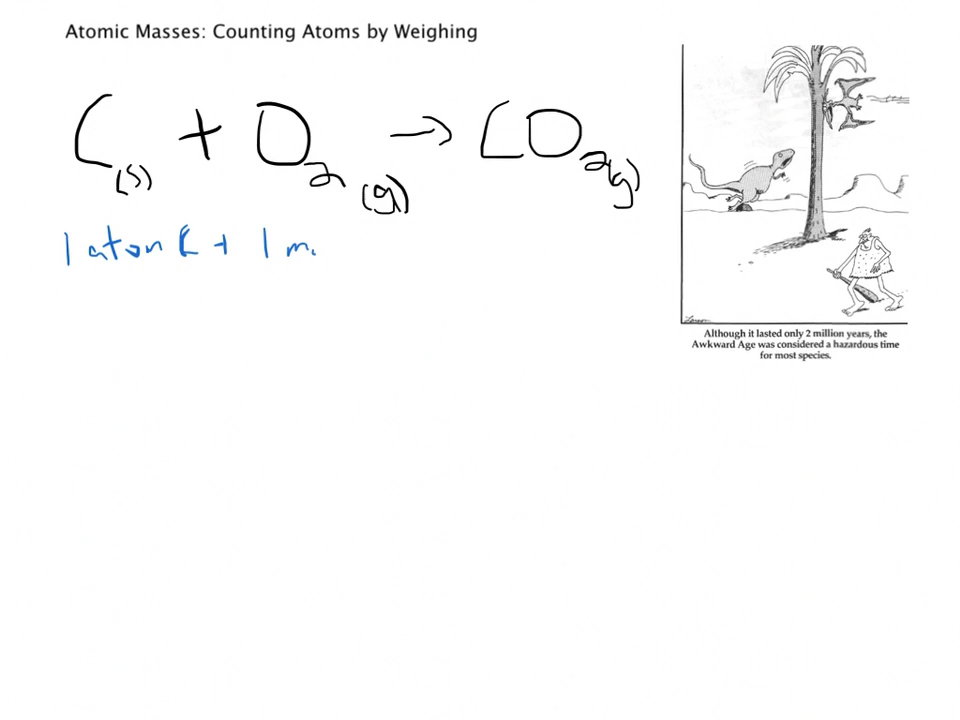 Atomic Masses: Counting Atoms by Weighing
C(s) + O2(g) → CO2(g)
1 atom C + 1 m
Larson
Although it lasted only 2 million years, the
Awkward Age was considered a hazardous time
for most species.